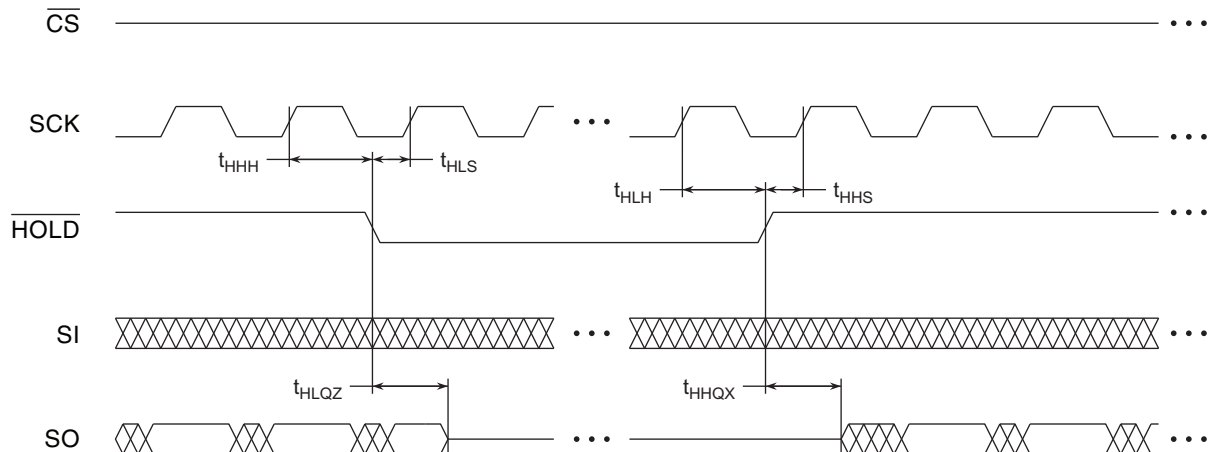 CS
SCK
tHHH
tHLS
tHLH
tHHS
HOLD
SI
tHLQZ
tHHQX
SO